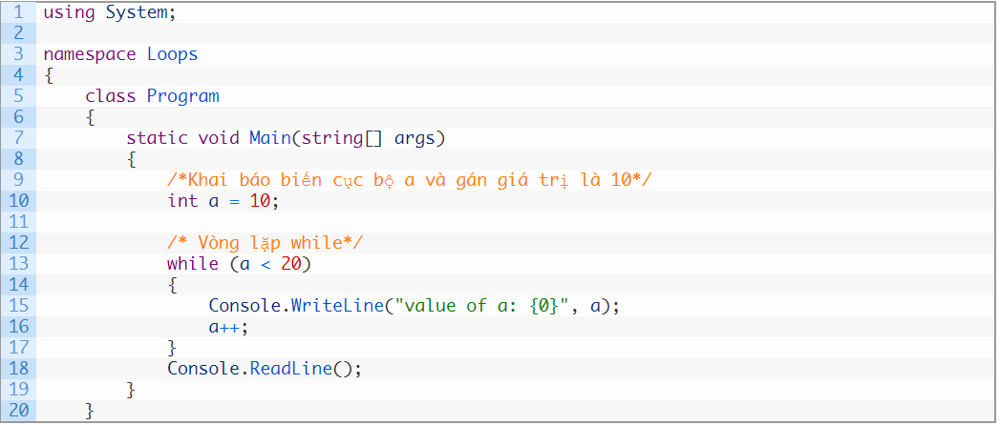 1 using System;
2
3 namespace Loops
4 {
5     class Program
6     {
7         static void Main(string[] args)
8         {
9             /*Khai báo biến cục bộ a và gán giá trị là 10*/
10             int a = 10;
11
12             /* Vòng lặp while*/
13             while (a < 20)
14             {
15                 Console.WriteLine("value of a: {0}", a);
16                 a++;
17             }
18             Console.ReadLine();
19         }
20     }